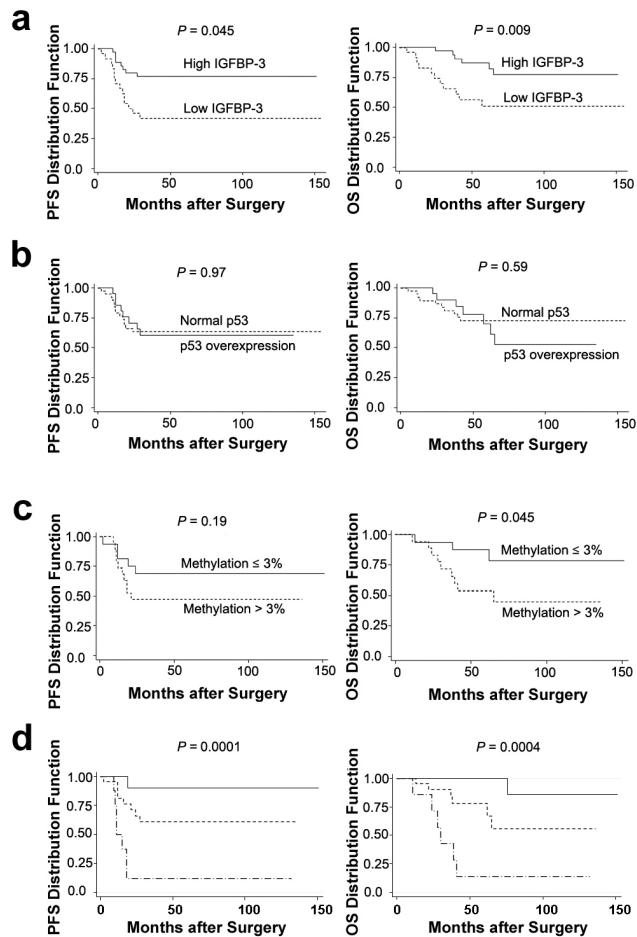 a
P = 0.045
PFS Distribution Function
1.00
0.75
0.50
0.25
0.0
High IGFBP-3
Low IGFBP-3
0 50 100 150
Months after Surgery
P = 0.009
OS Distribution Function
1.00
0.75
0.50
0.25
0.0
High IGFBP-3
Low IGFBP-3
0 50 100 150
Months after Surgery
b
P = 0.97
PFS Distribution Function
1.00
0.75
0.50
0.25
0.0
Normal p53
p53 overexpression
0 50 100 150
Months after Surgery
P = 0.59
OS Distribution Function
1.00
0.75
0.50
0.25
0.0
Normal p53
p53 overexpression
0 50 100 150
Months after Surgery
c
P = 0.19
PFS Distribution Function
1.00
0.75
0.50
0.25
0.00
Methylation ≤ 3%
Methylation > 3%
0 50 100 150
Months after Surgery
P = 0.045
OS Distribution Function
1.00
0.75
0.50
0.25
0.00
Methylation ≤ 3%
Methylation > 3%
0 50 100 150
Months after Surgery
d
P = 0.0001
PFS Distribution Function
1.00
0.75
0.50
0.25
0.00
0 50 100 150
Months after Surgery
P = 0.0004
OS Distribution Function
1.00
0.75
0.50
0.25
0.00
0 50 100 150
Months after Surgery